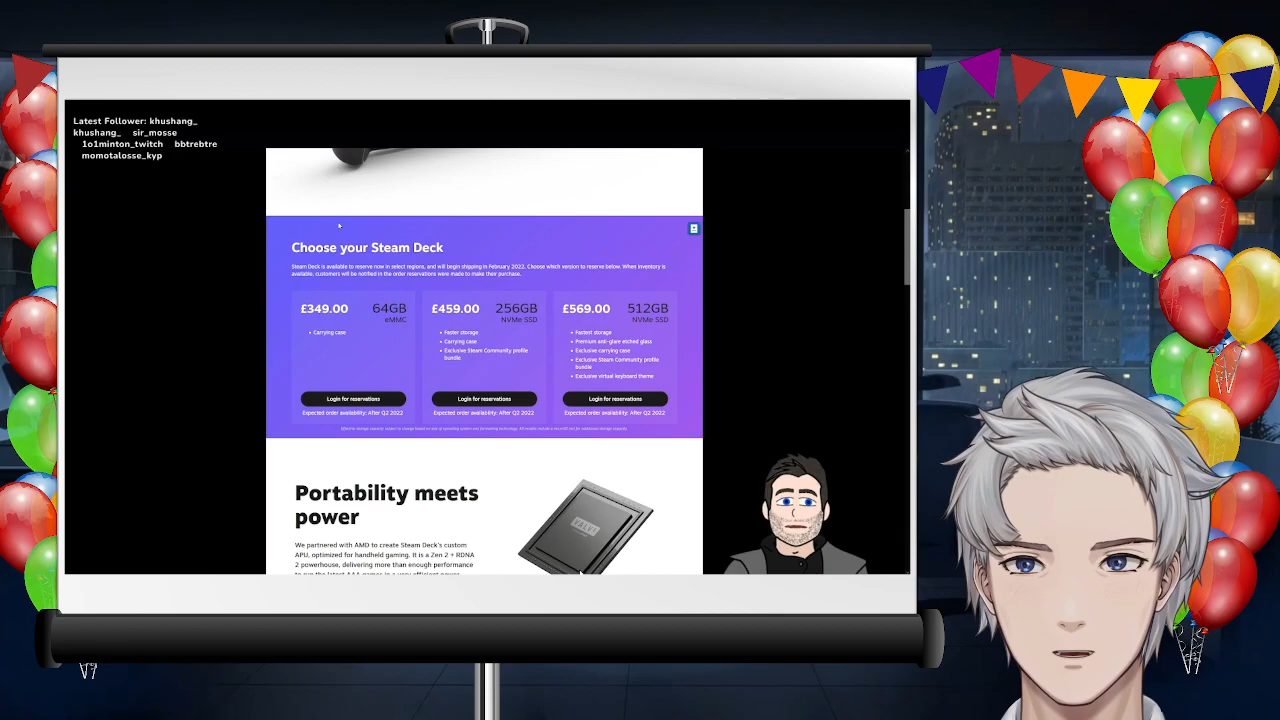 Latest Follower: khushang_
khushang_ sir_mosse
1o1minton_twitch bbtrebtre
momotalosse_kyp
Choose your Steam Deck
Steam Deck is available to reserve now in select regions, and will begin shipping in February 2022. Choose which version to reserve below. When inventory is
available, customers will be notified in the order reservations were made to make their purchase.
£349.00 64GB
eMMC
• Carrying case
Login for reservations
Expected order availability: After Q2 2022
£459.00 256GB
NVMe SSD
• Faster storage
• Carrying case
• Exclusive Steam Community profile
bundle
Login for reservations
Expected order availability: After Q2 2022
£569.00 512GB
NVMe SSD
• Fastest storage
• Premium anti-glare etched glass
• Exclusive carrying case
• Exclusive Steam Community profile
bundle
• Exclusive virtual keyboard theme
Login for reservations
Expected order availability: After Q2 2022
Portability meets
power
We partnered with AMD to create Steam Deck's custom
APU, optimized for handheld gaming. It is a Zen 2 + RDNA
2 powerhouse, delivering more than enough performance
VALVE